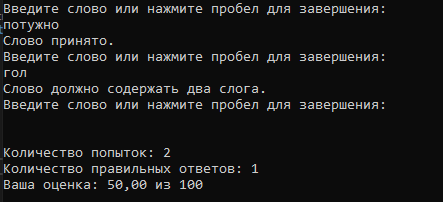 Введите слово или нажмите пробел для завершения:
потужно
Слово принято.
Введите слово или нажмите пробел для завершения:
гол
Слово должно содержать два слога.
Введите слово или нажмите пробел для завершения:
Количество попыток: 2
Количество правильных ответов: 1
Ваша оценка: 50,00 из 100